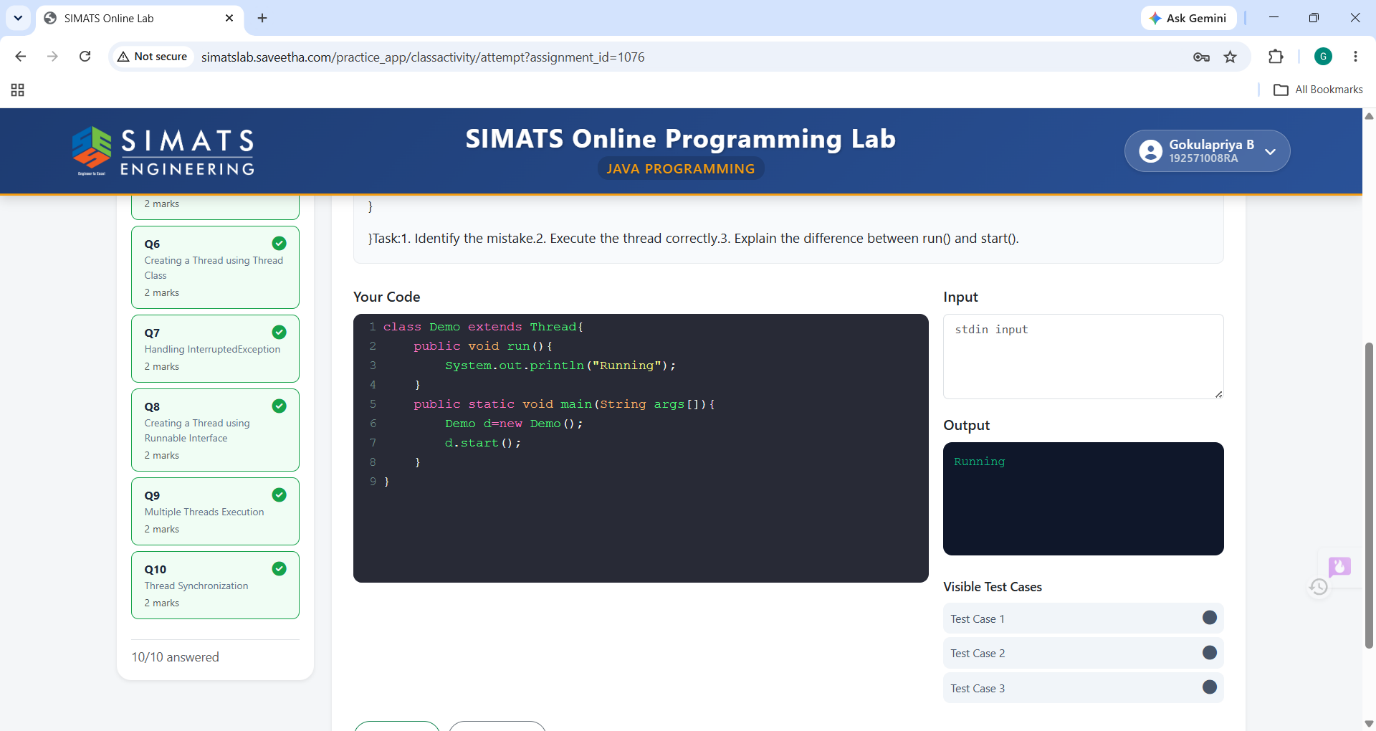 SIMATS Online Lab
Ask Gemini
Not secure
simatslab.saveetha.com/practice_app/classactivity/attempt?assignment_id=1076
G
All Bookmarks
SIMATS
ENGINEERING
Engineer to Excel
SIMATS Online Programming Lab
JAVA PROGRAMMING
Gokulapriya B
192571008RA
2 marks
Q6
Creating a Thread using Thread
Class
2 marks
Q7
Handling InterruptedException
2 marks
Q8
Creating a Thread using
Runnable Interface
2 marks
Q9
Multiple Threads Execution
2 marks
Q10
Thread Synchronization
2 marks
10/10 answered
}
}Task:1. Identify the mistake.2. Execute the thread correctly.3. Explain the difference between run() and start().
Your Code
1 class Demo extends Thread{
2     public void run(){
3         System.out.println("Running");
4     }
5     public static void main(String args[]){
6         Demo d=new Demo();
7         d.start();
8     }
9 }
Input
stdin input
Output
Running
Visible Test Cases
Test Case 1
Test Case 2
Test Case 3